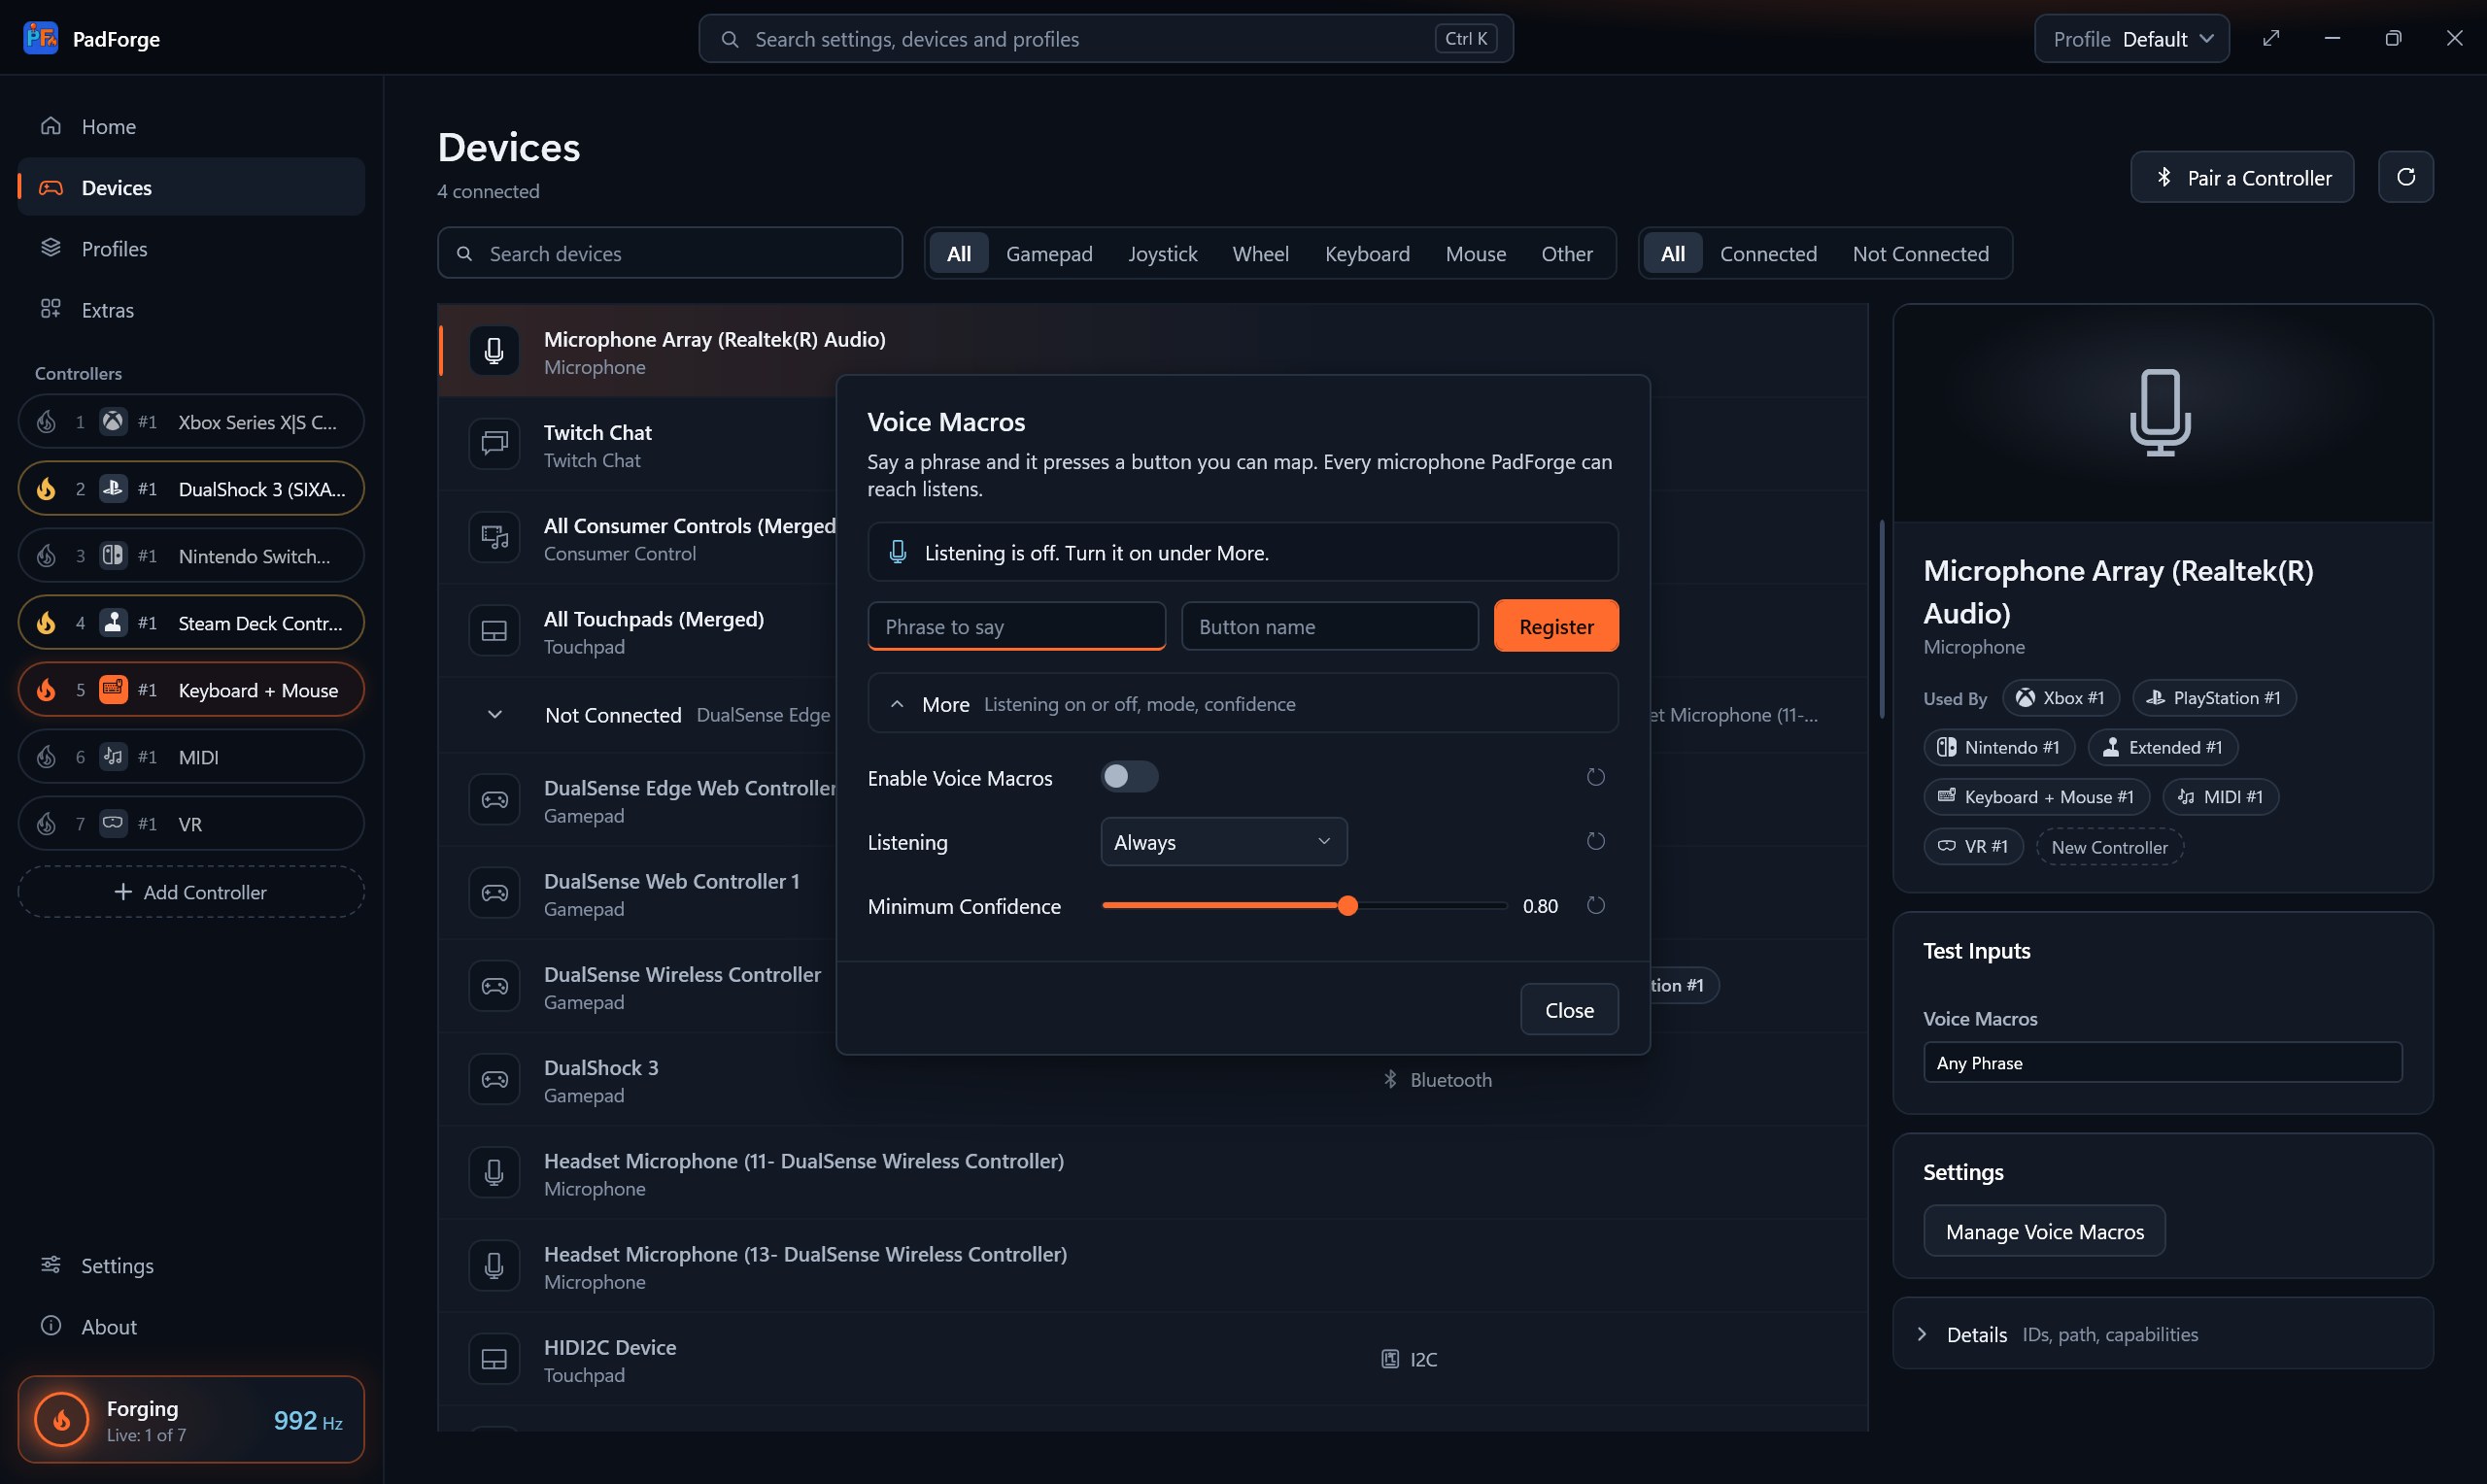 PadForge
Search settings, devices and profiles
Ctrl K
Profile Default
Home
Devices
Profiles
Extras
Controllers
1 #1 Xbox Series X|S C...
2 #1 DualShock 3 (SIXA...
3 #1 Nintendo Switch...
4 #1 Steam Deck Contr...
5 #1 Keyboard + Mouse
6 #1 MIDI
7 #1 VR
Add Controller
Settings
About
Forging
Live: 1 of 7
992 Hz
Devices
4 connected
Pair a Controller
Search devices
All Gamepad Joystick Wheel Keyboard Mouse Other
All Connected Not Connected
Microphone Array (Realtek(R) Audio)
Microphone
Twitch Chat
Twitch Chat
All Consumer Controls (Merged
Consumer Control
All Touchpads (Merged)
Touchpad
Not Connected DualSense Edge
et Microphone (11-...
DualSense Edge Web Controller
Gamepad
DualSense Web Controller 1
Gamepad
DualSense Wireless Controller
Gamepad
tion #1
DualShock 3
Gamepad
Bluetooth
Headset Microphone (11- DualSense Wireless Controller)
Microphone
Headset Microphone (13- DualSense Wireless Controller)
Microphone
HIDI2C Device
Touchpad
I2C
Voice Macros
Say a phrase and it presses a button you can map. Every microphone PadForge can
reach listens.
Listening is off. Turn it on under More.
Phrase to say
Button name
Register
More Listening on or off, mode, confidence
Enable Voice Macros
Listening
Always
Minimum Confidence
0.80
Close
Microphone Array (Realtek(R)
Audio)
Microphone
Used By Xbox #1 PlayStation #1
Nintendo #1 Extended #1
Keyboard + Mouse #1 MIDI #1
VR #1 New Controller
Test Inputs
Voice Macros
Any Phrase
Settings
Manage Voice Macros
Details IDs, path, capabilities